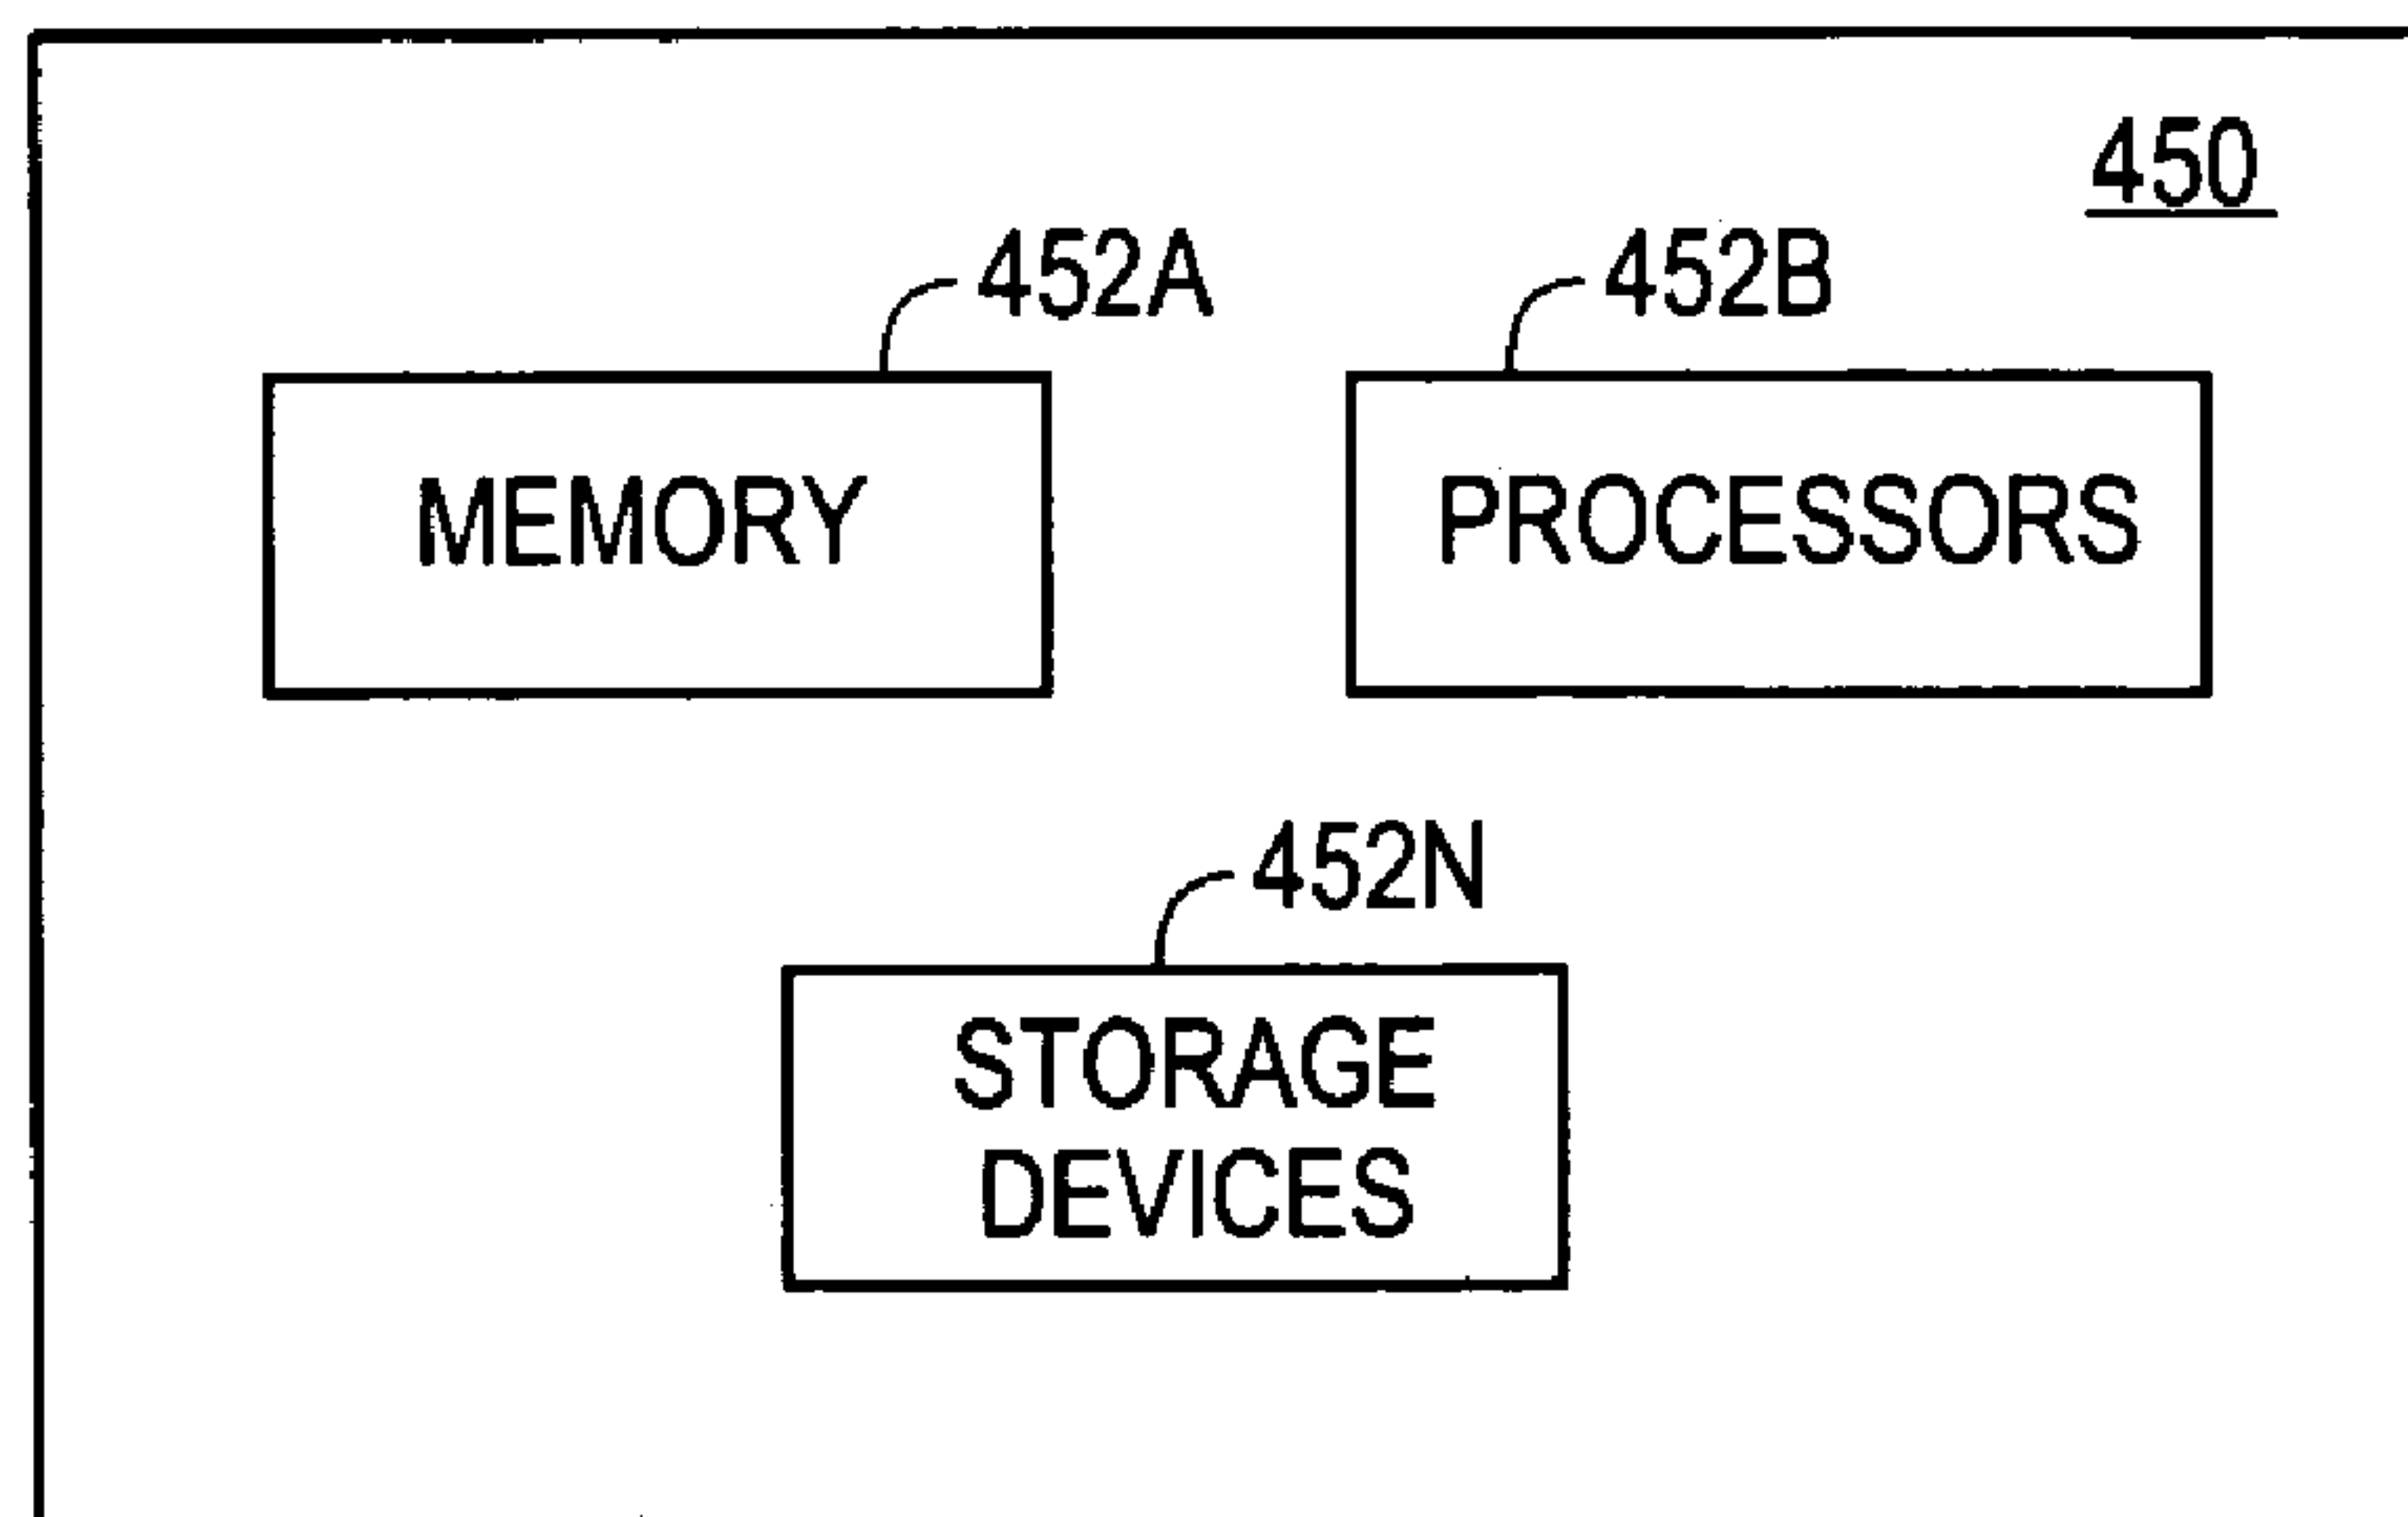 450
452A
452B
MEMORY
PROCESSORS
452N
STORAGE
DEVICES